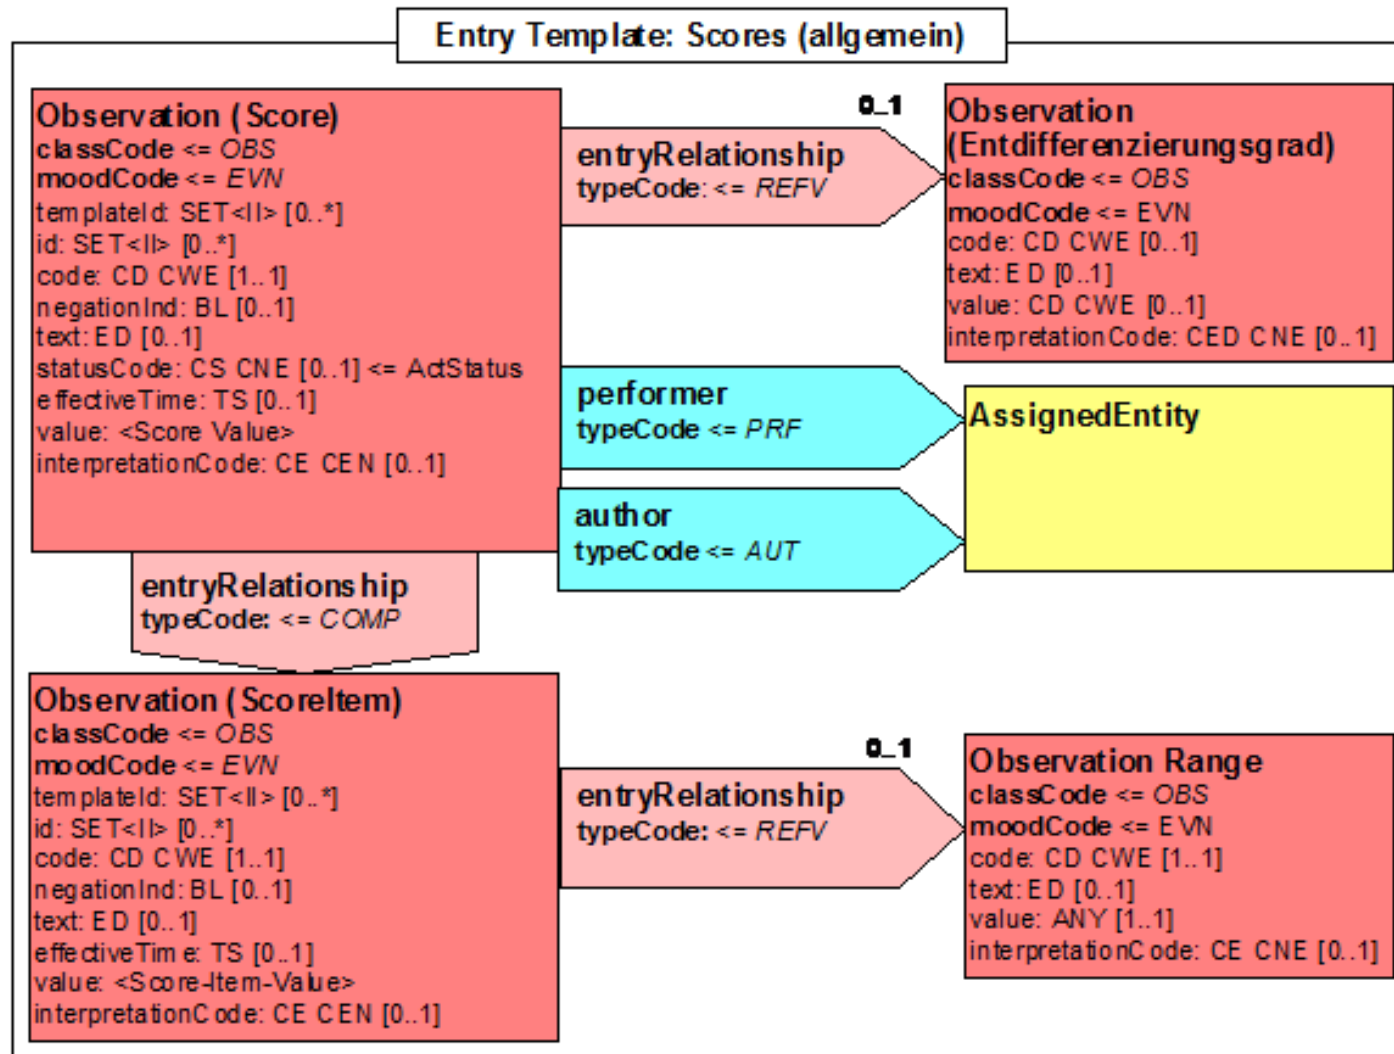 Entry Template: Scores (allgemein)
Observation (Score)
classCode <= OBS
moodCode <= EVN
templateId: SET<II> [0..*]
id: SET<II> [0..*]
code: CD CWE [1..1]
negationInd: BL [0..1]
text: ED [0..1]
statusCode: CS CNE [0..1] <= ActStatus
effectiveTime: TS [0..1]
value: <Score Value>
interpretationCode: CE CEN [0..1]
0_1
entryRelationship
typeCode: <= REFV
Observation
(Entdifferenzierungsgrad)
classCode <= OBS
moodCode <= EVN
code: CD CWE [0..1]
text: ED [0..1]
value: CD CWE [0..1]
interpretationCode: CED CNE [0..1]
performer
typeCode <= PRF
AssignedEntity
author
typeCode <= AUT
entryRelationship
typeCode: <= COMP
Observation (ScoreItem)
classCode <= OBS
moodCode <= EVN
templateId: SET<II> [0..*]
id: SET<II> [0..*]
code: CD CWE [1..1]
negationInd: BL [0..1]
text: ED [0..1]
effectiveTime: TS [0..1]
value: <Score-Item-Value>
interpretationCode: CE CEN [0..1]
0_1
entryRelationship
typeCode: <= REFV
Observation Range
classCode <= OBS
moodCode <= EVN
code: CD CWE [1..1]
text: ED [0..1]
value: ANY [1..1]
interpretationCode: CE CNE [0..1]